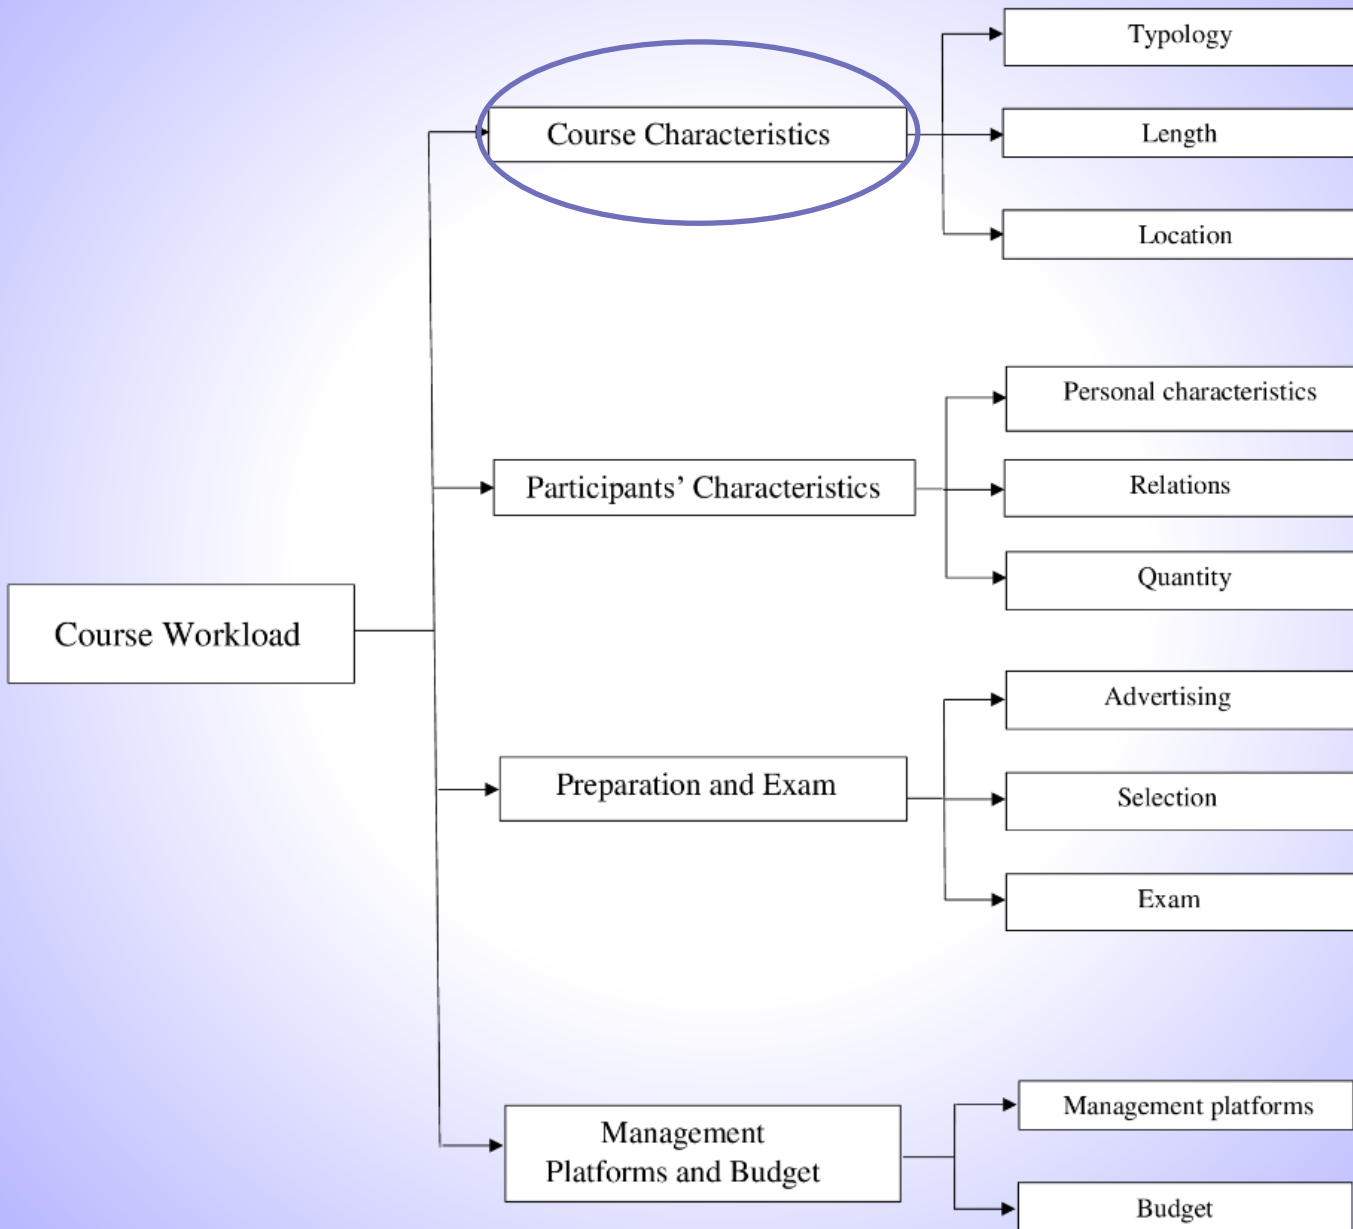 Typology
Course Characteristics
Length
Location
Personal characteristics
Participants’ Characteristics
Relations
Quantity
Course Workload
Advertising
Preparation and Exam
Selection
Exam
Management
Platforms and Budget
Management platforms
Budget